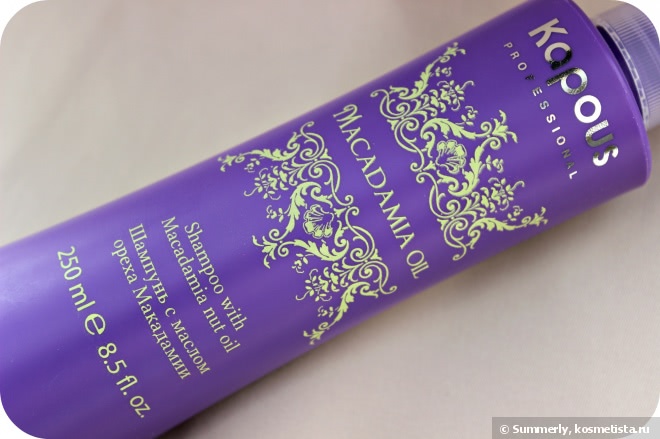 Kapous
PROFESSIONAL
MACADAMIA OIL
Shampoo with
Macadamia nut oil
Шампунь с маслом
ореха Макадамии
250 ml ℮ 8.5 fl. oz.
© Summerly, kosmetista.ru